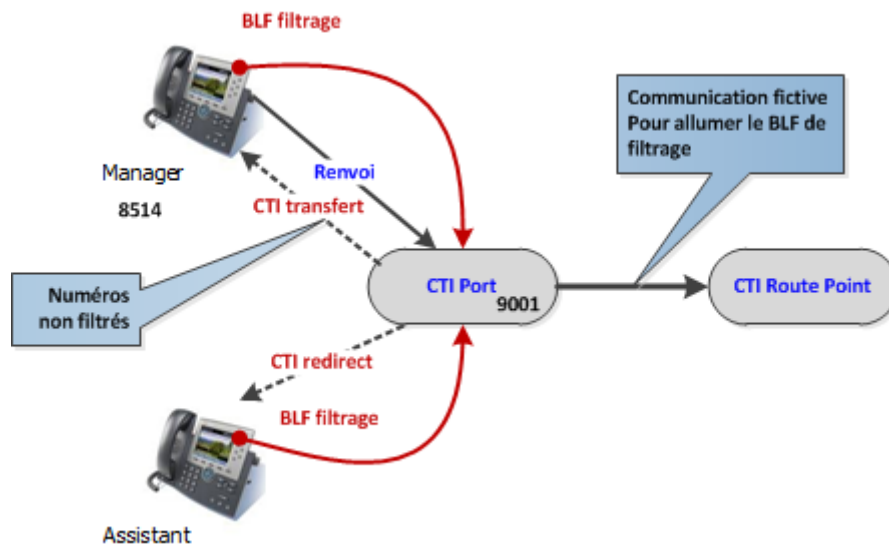 BLF filtrage
Communication fictive
Pour allumer le BLF de
filtrage
Manager
8514
Renvoi
CTI transfert
Numéros
non filtrés
CTI Port
9001
CTI Route Point
CTI redirect
BLF filtrage
Assistant